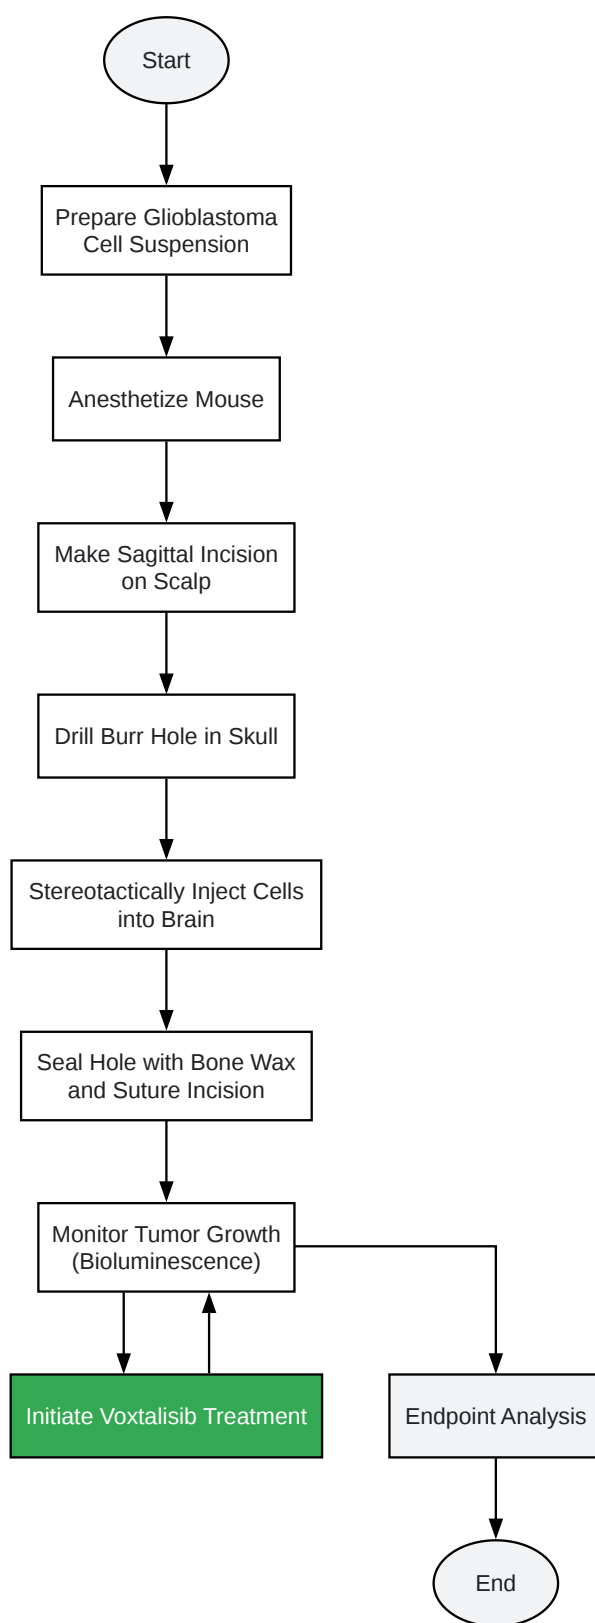 Start
Prepare Glioblastoma
Cell Suspension
Anesthetize Mouse
Make Sagittal Incision
on Scalp
Drill Burr Hole in Skull
Stereotactically Inject Cells
into Brain
Seal Hole with Bone Wax
and Suture Incision
Monitor Tumor Growth
(Bioluminescence)
Initiate Voxtalisib Treatment
Endpoint Analysis
End